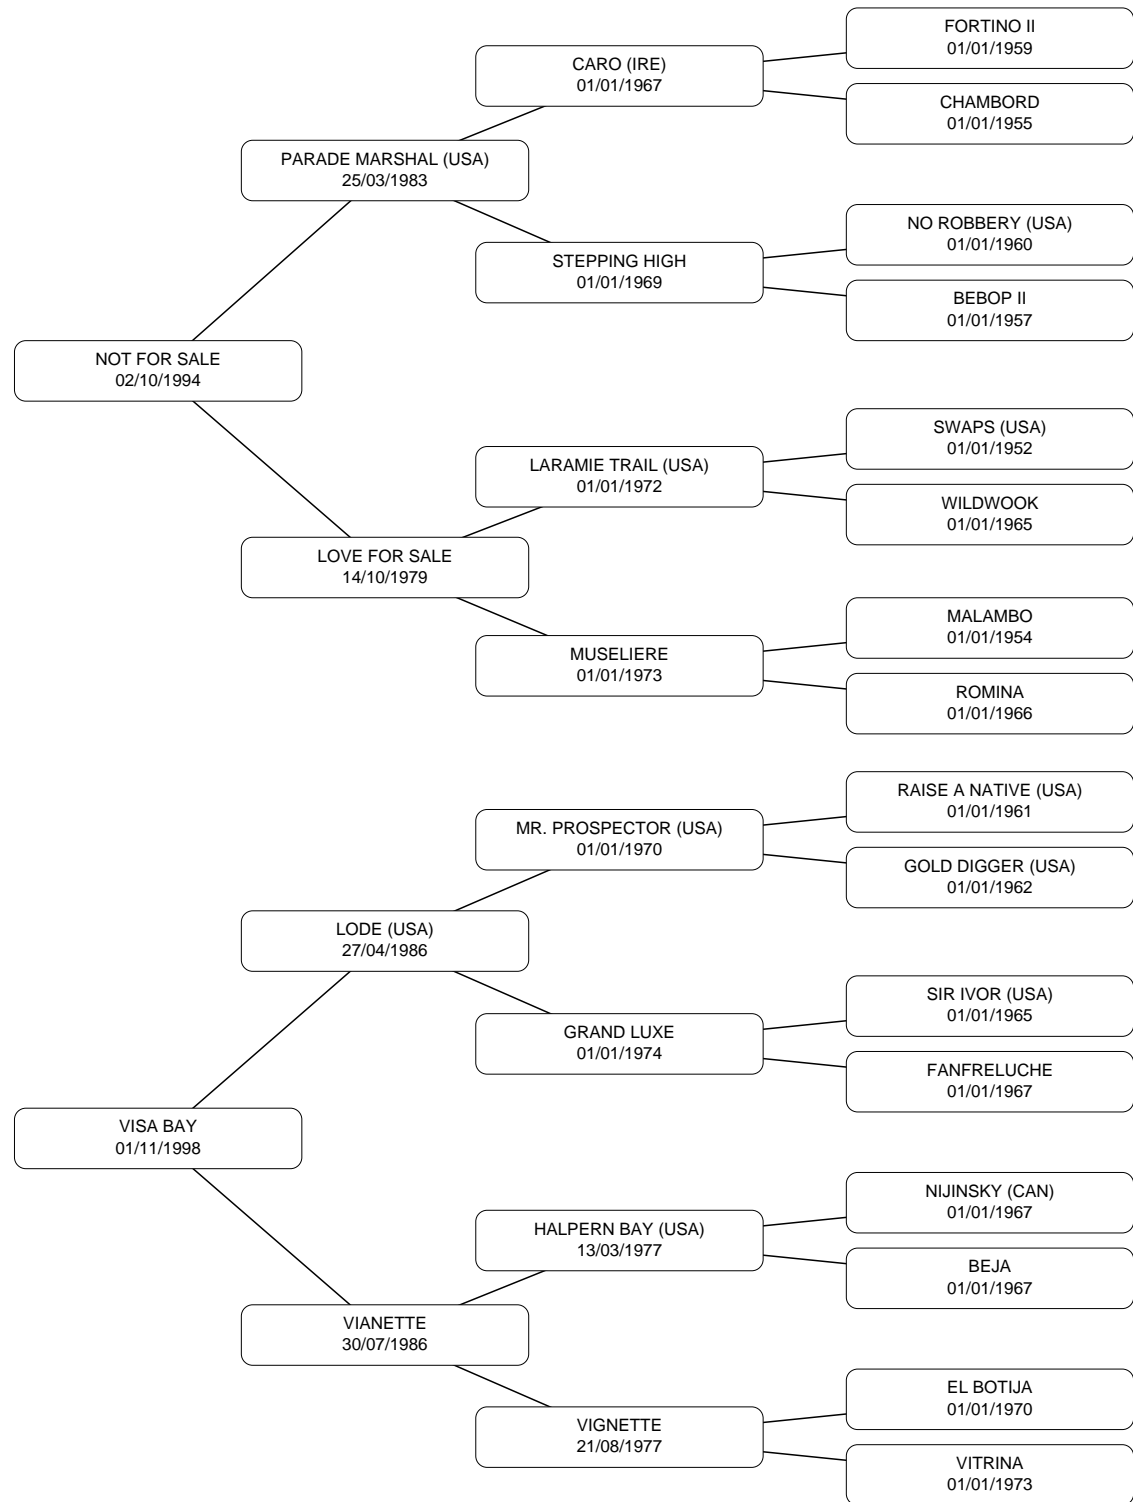 FORTINO II
01/01/1959
CARO (IRE)
01/01/1967
CHAMBORD
01/01/1955
PARADE MARSHAL (USA)
25/03/1983
NO ROBBERY (USA)
01/01/1960
STEPPING HIGH
01/01/1969
BEBOP II
01/01/1957
NOT FOR SALE
02/10/1994
SWAPS (USA)
01/01/1952
LARAMIE TRAIL (USA)
01/01/1972
WILDWOOK
01/01/1965
LOVE FOR SALE
14/10/1979
MALAMBO
01/01/1954
MUSELIERE
01/01/1973
ROMINA
01/01/1966
RAISE A NATIVE (USA)
01/01/1961
MR. PROSPECTOR (USA)
01/01/1970
GOLD DIGGER (USA)
01/01/1962
LODE (USA)
27/04/1986
SIR IVOR (USA)
01/01/1965
GRAND LUXE
01/01/1974
FANFRELUCHE
01/01/1967
VISA BAY
01/11/1998
NIJINSKY (CAN)
01/01/1967
HALPERN BAY (USA)
13/03/1977
BEJA
01/01/1967
VIANETTE
30/07/1986
EL BOTIJA
01/01/1970
VIGNETTE
21/08/1977
VITRINA
01/01/1973